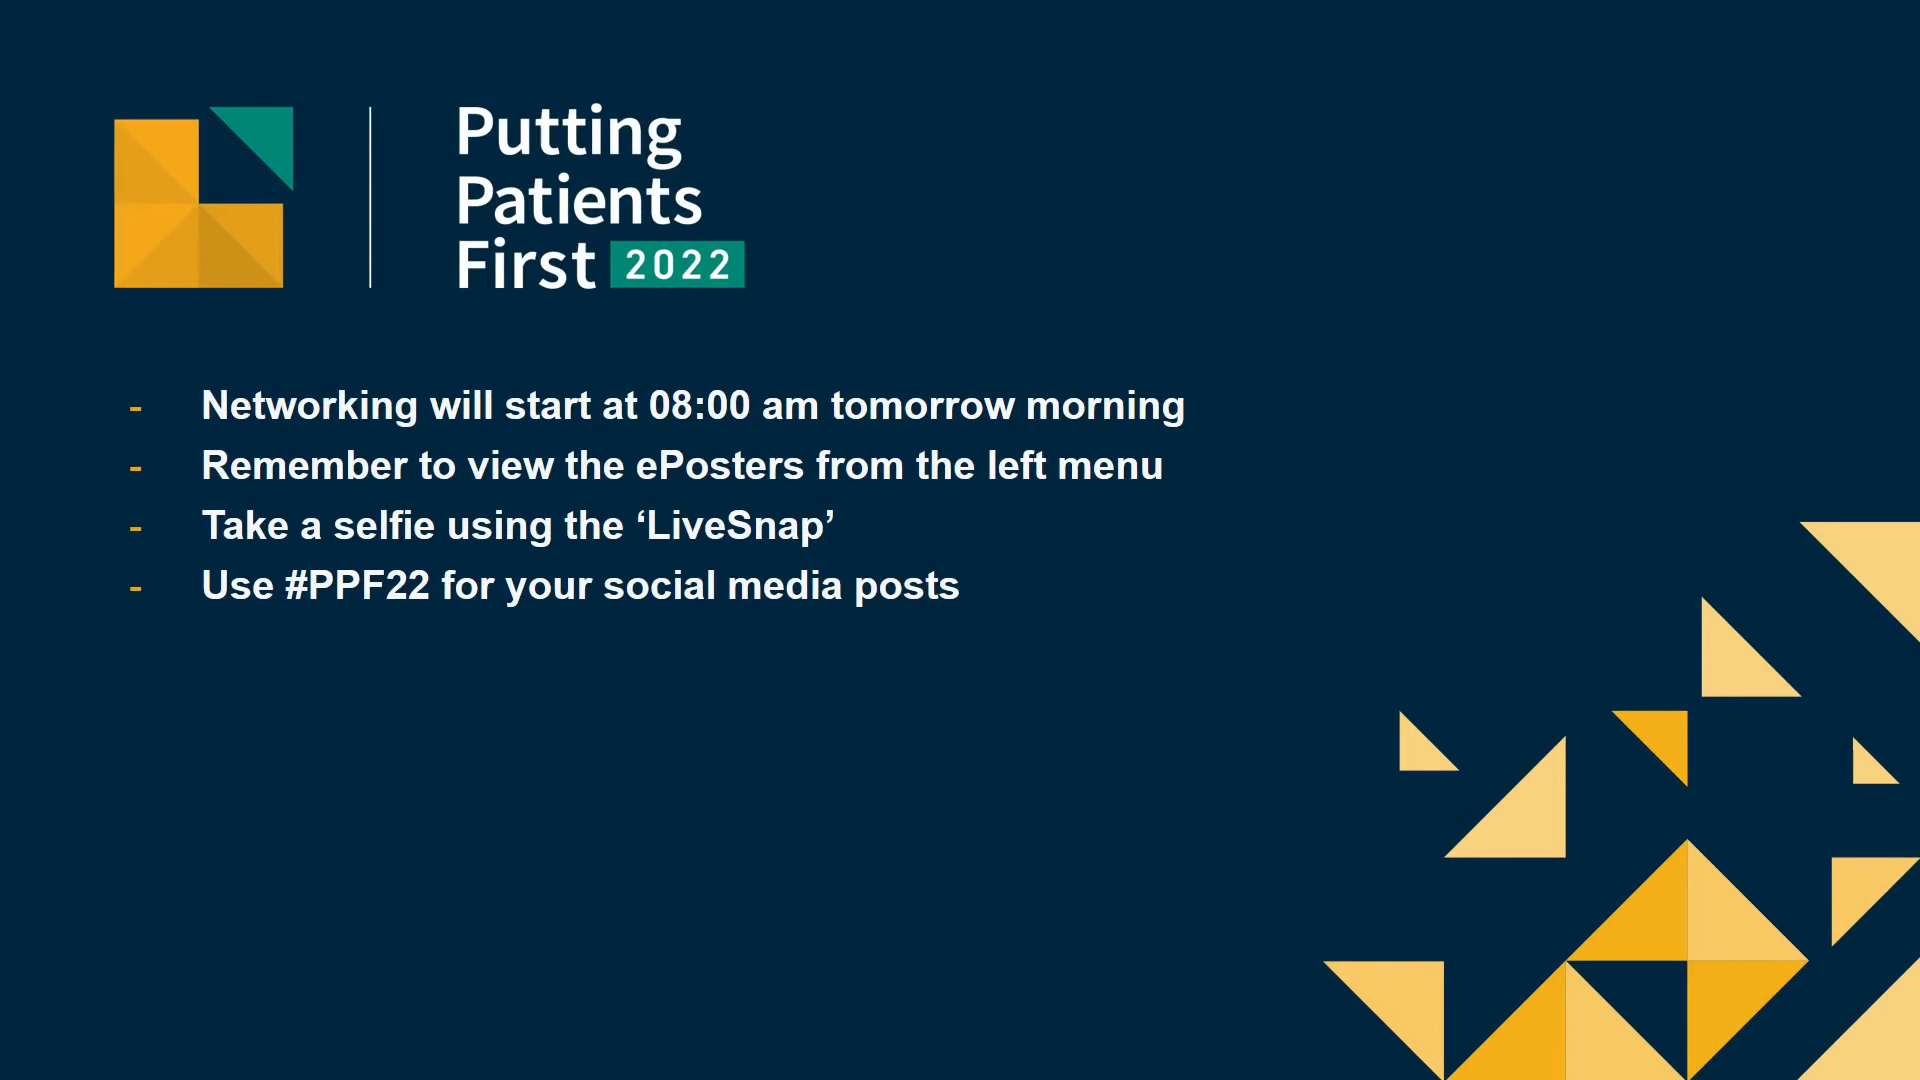 Putting
Patients
First 2022
- Networking will start at 08:00 am tomorrow morning
- Remember to view the ePosters from the left menu
- Take a selfie using the ‘LiveSnap’
- Use #PPF22 for your social media posts